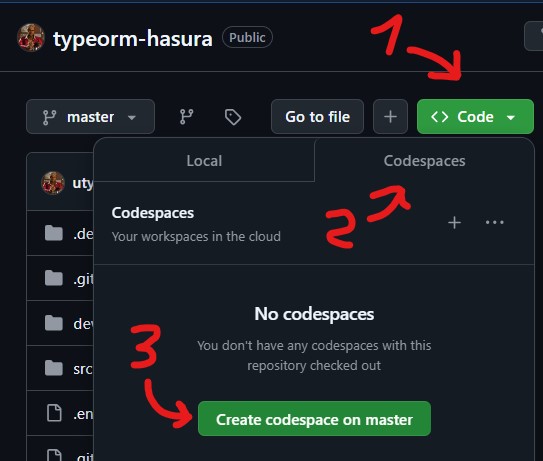 typeorm-hasura Public
1
master
Go to file
+
<> Code
Local
Codespaces
uty
Codespaces
Your workspaces in the cloud
2
+
...
.de
.git
dev
src
.en
.git
No codespaces
You don't have any codespaces with this
repository checked out
3
Create codespace on master